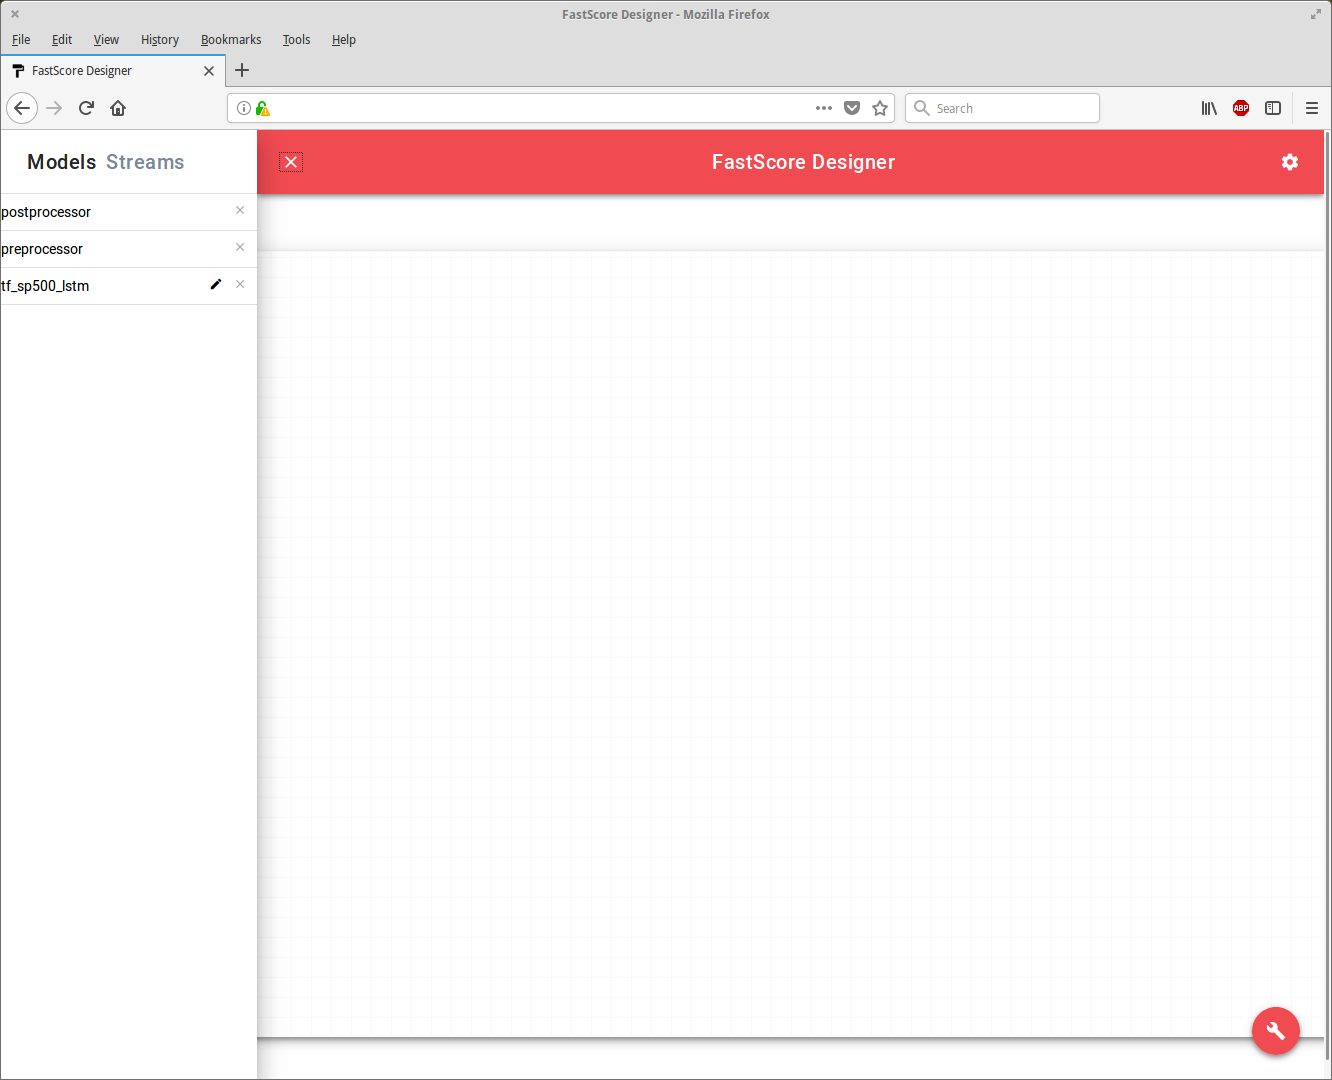 FastScore Designer - Mozilla Firefox
File Edit View History Bookmarks Tools Help
FastScore Designer
Search
ABP
Models Streams
FastScore Designer
postprocessor
preprocessor
tf_sp500_lstm